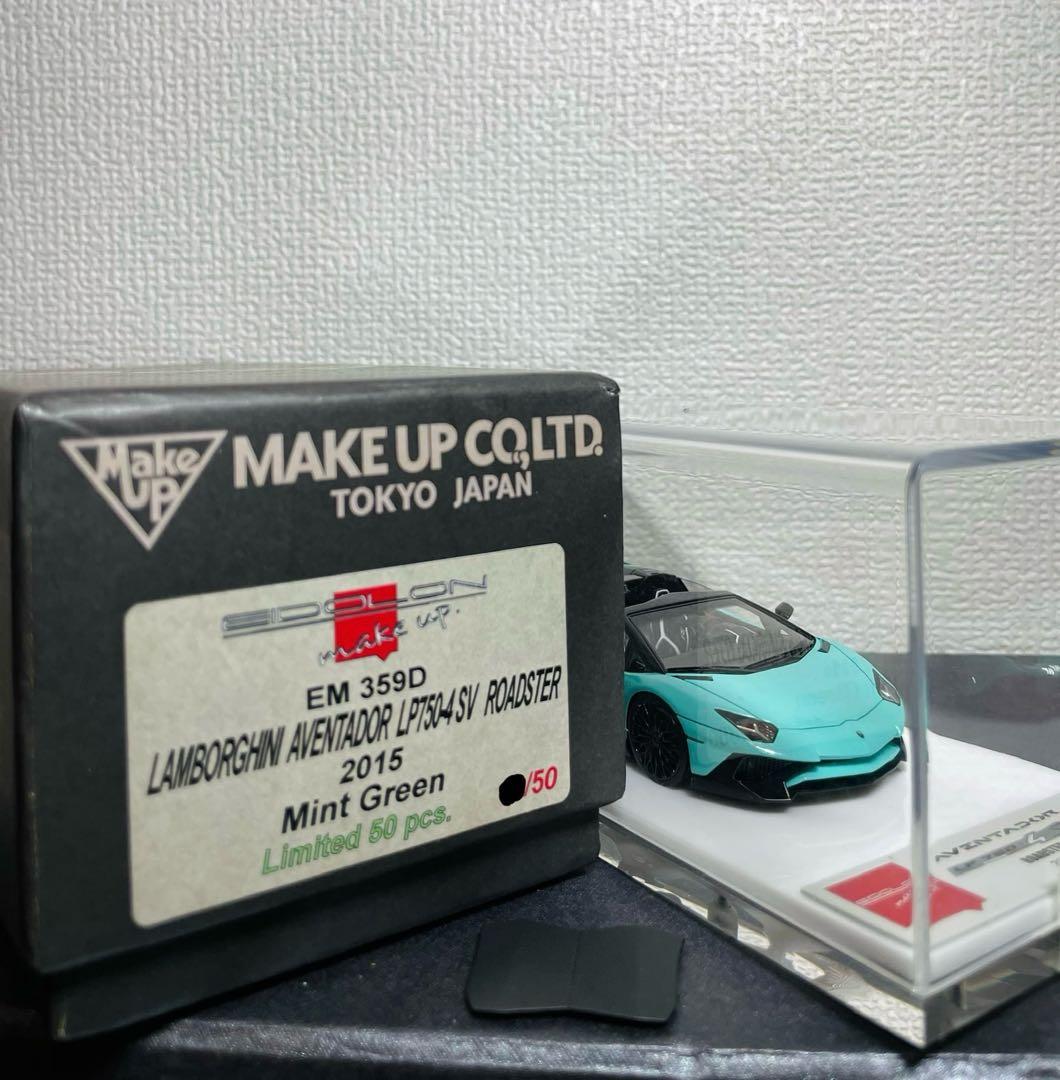 Make UP
MAKE UP CO.,LTD.
TOKYO JAPAN
EIDOLON
make up.
EM 359D
LAMBORGHINI AVENTADOR LP750-4 SV ROADSTER
2015
Mint Green
/50
Limited 50 pcs.
AVENTADOR
EIDOLON